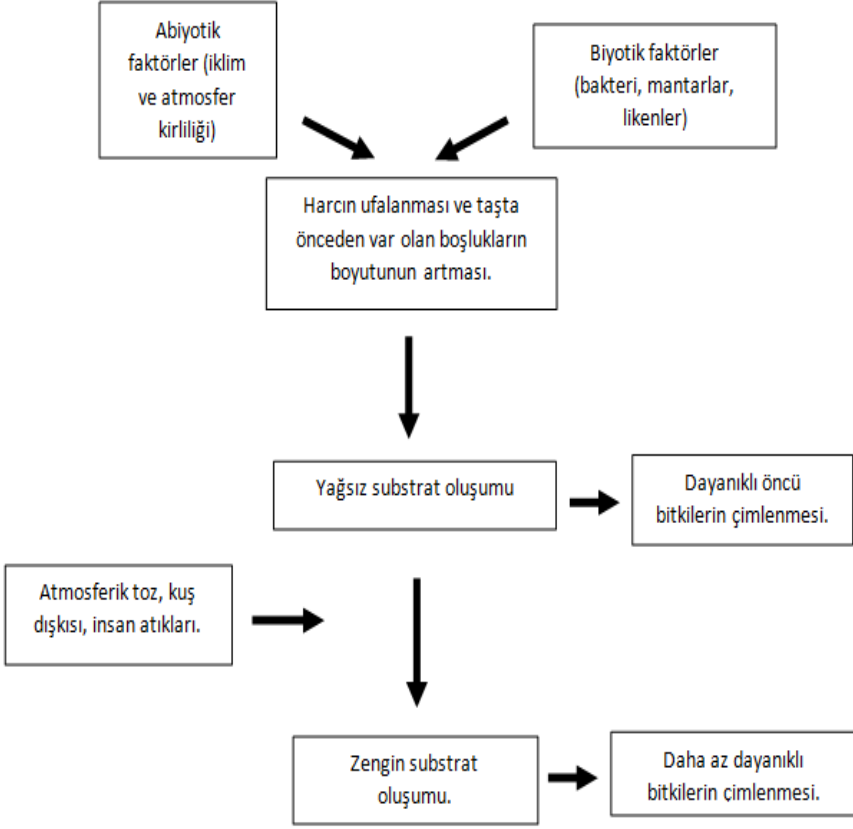 Abiyotik
faktörler (iklim
ve atmosfer
kirliliği)
Biyotik faktörler
(bakteri, mantarlar,
likenler)
Harcın ufalanması ve taşta
önceden var olan boşlukların
boyutunun artması.
Yağsız substrat oluşumu
Dayanıklı öncü
bitkilerin çimlenmesi.
Atmosferik toz, kuş
dışkısı, insan atıkları.
Zengin substrat
oluşumu.
Daha az dayanıklı
bitkilerin çimlenmesi.